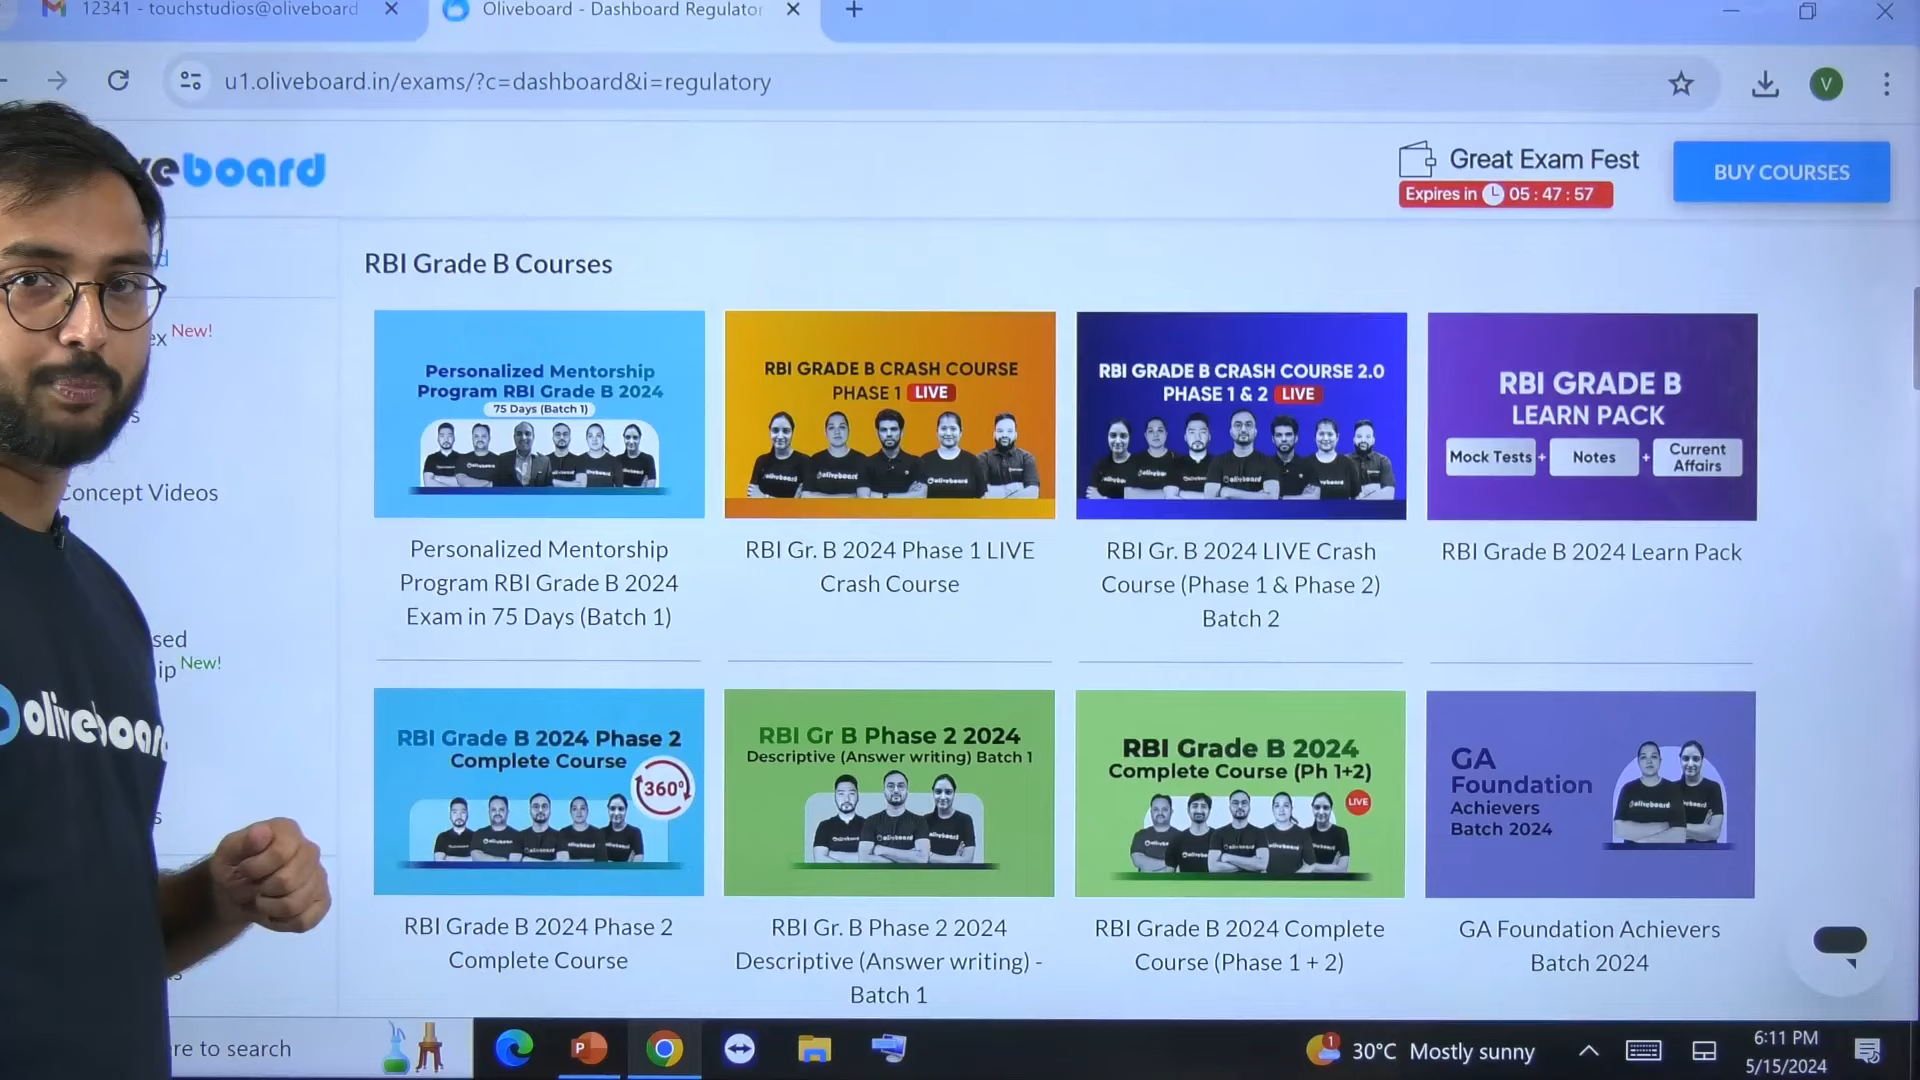 12341 - touchstudios@oliveboard
Oliveboard - Dashboard Regulator
u1.oliveboard.in/exams/?c=dashboard&i=regulatory
V
board
Great Exam Fest
Expires in 05 : 47 : 57
BUY COURSES
RBI Grade B Courses
New!
Concept Videos
New!
Personalized Mentorship
Program RBI Grade B 2024
75 Days (Batch 1)
RBI GRADE B CRASH COURSE
PHASE 1 LIVE
RBI GRADE B CRASH COURSE 2.0
PHASE 1 & 2 LIVE
RBI GRADE B
LEARN PACK
Mock Tests + Notes + Current
Affairs
Personalized Mentorship
Program RBI Grade B 2024
Exam in 75 Days (Batch 1)
RBI Gr. B 2024 Phase 1 LIVE
Crash Course
RBI Gr. B 2024 LIVE Crash
Course (Phase 1 & Phase 2)
Batch 2
RBI Grade B 2024 Learn Pack
RBI Grade B 2024 Phase 2
Complete Course
360°
RBI Gr B Phase 2 2024
Descriptive (Answer writing) Batch 1
RBI Grade B 2024
Complete Course (Ph 1+2)
LIVE
GA
Foundation
Achievers
Batch 2024
RBI Grade B 2024 Phase 2
Complete Course
RBI Gr. B Phase 2 2024
Descriptive (Answer writing) -
Batch 1
RBI Grade B 2024 Complete
Course (Phase 1 + 2)
GA Foundation Achievers
Batch 2024
oliveboar
re to search
P
1
30°C Mostly sunny
6:11 PM
5/15/2024